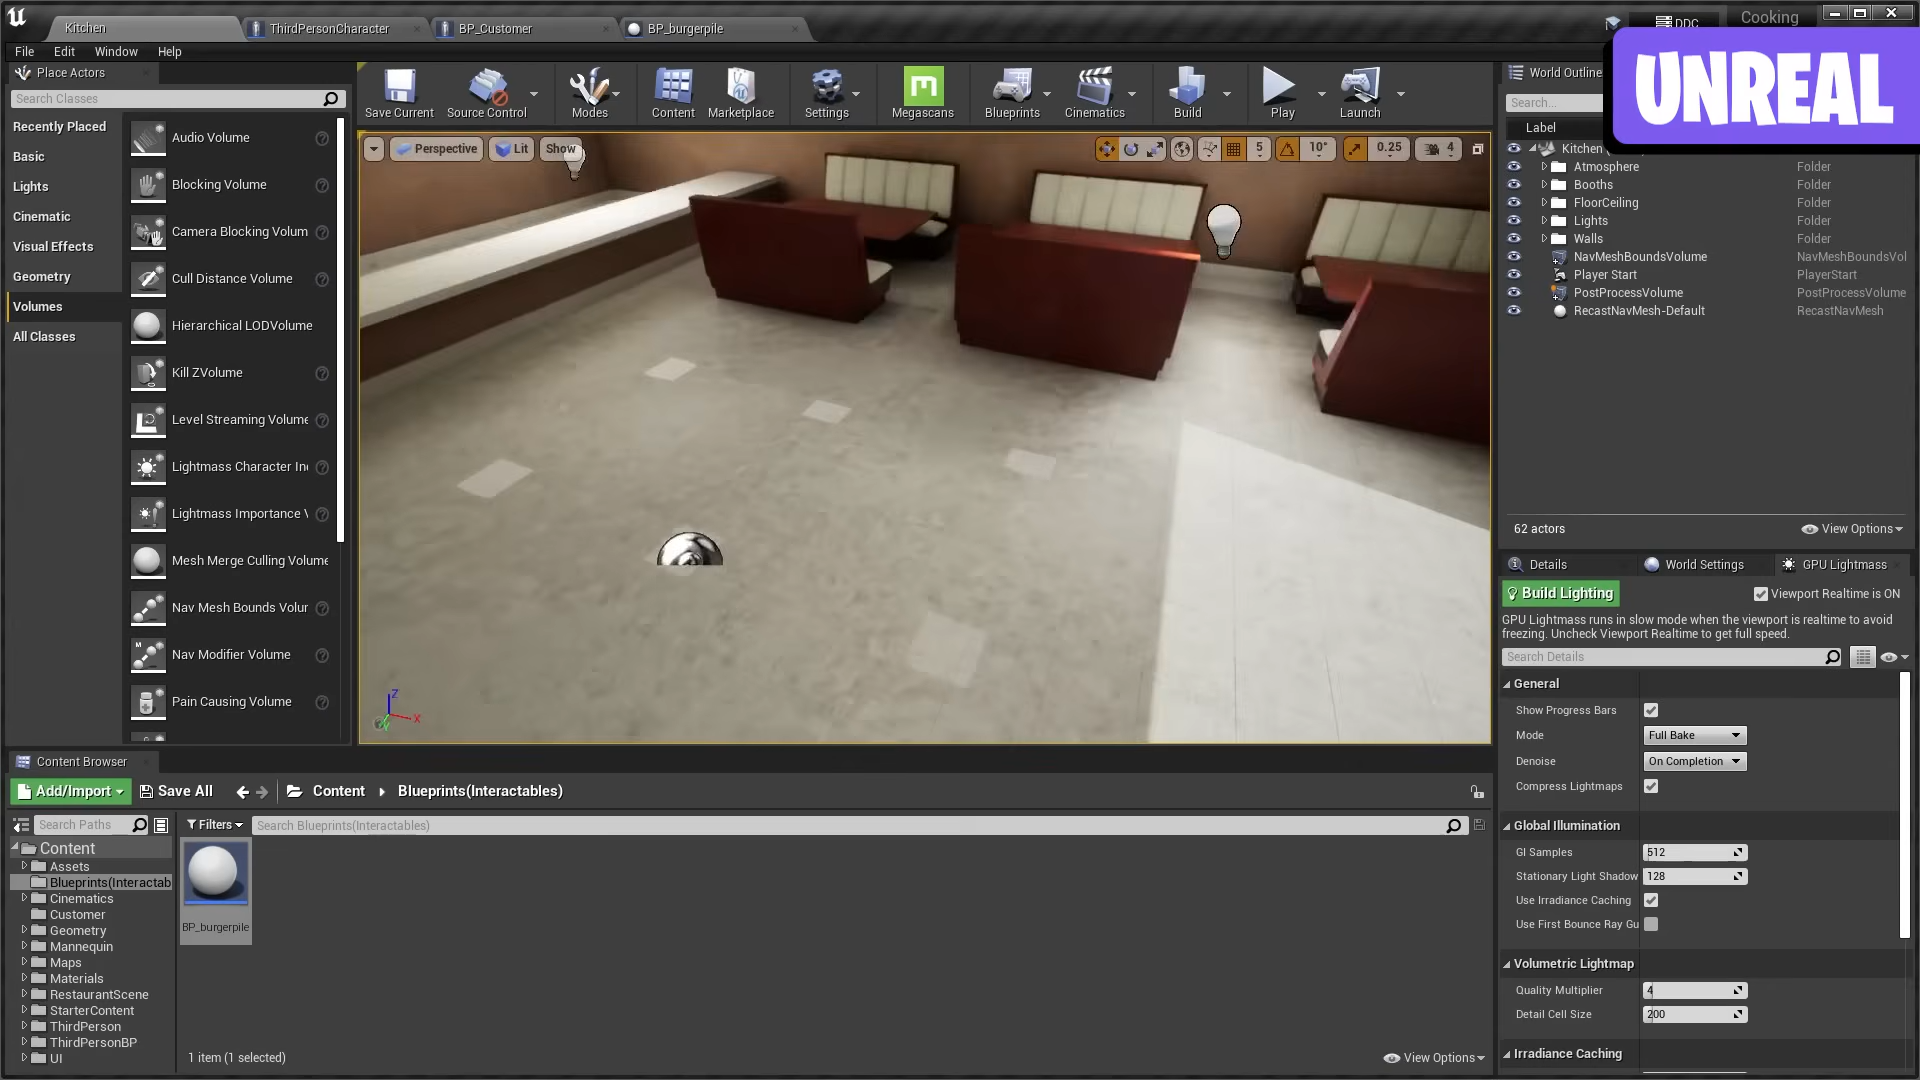 Kitchen
ThirdPersonCharacter
BP_Customer
BP_burgerpile
DDC
Cooking
UNREAL
File
Edit
Window
Help
Place Actors
Search Classes
Recently Placed
Basic
Lights
Cinematic
Visual Effects
Geometry
Volumes
All Classes
Audio Volume
Blocking Volume
Camera Blocking Volum
Cull Distance Volume
Hierarchical LODVolume
Kill ZVolume
Level Streaming Volume
Lightmass Character In
Lightmass Importance V
Mesh Merge Culling Volume
Nav Mesh Bounds Volur
Nav Modifier Volume
Pain Causing Volume
Save Current
Source Control
Modes
Content
Marketplace
Settings
Megascans
Blueprints
Cinematics
Build
Play
Launch
Perspective
Lit
Show
5
10°
0.25
4
Z
X
Y
World Outline
Search...
Label
Kitchen (
Atmosphere Folder
Booths Folder
FloorCeiling Folder
Lights Folder
Walls Folder
NavMeshBoundsVolume NavMeshBoundsVol
Player Start PlayerStart
PostProcessVolume PostProcessVolume
RecastNavMesh-Default RecastNavMesh
62 actors
View Options
Details
World Settings
GPU Lightmass
Build Lighting
Viewport Realtime is ON
GPU Lightmass runs in slow mode when the viewport is realtime to avoid
freezing. Uncheck Viewport Realtime to get full speed.
Search Details
General
Show Progress Bars
Mode Full Bake
Denoise On Completion
Compress Lightmaps
Global Illumination
GI Samples 512
Stationary Light Shadow 128
Use Irradiance Caching
Use First Bounce Ray Gu
Volumetric Lightmap
Quality Multiplier 4
Detail Cell Size 200
Irradiance Caching
Content Browser
Add/Import
Save All
Content
Blueprints(Interactables)
Search Paths
Filters
Search Blueprints(Interactables)
Content
Assets
Blueprints(Interactab
Cinematics
Customer
Geometry
Mannequin
Maps
Materials
RestaurantScene
StarterContent
ThirdPerson
ThirdPersonBP
UI
BP_burgerpile
1 item (1 selected)
View Options